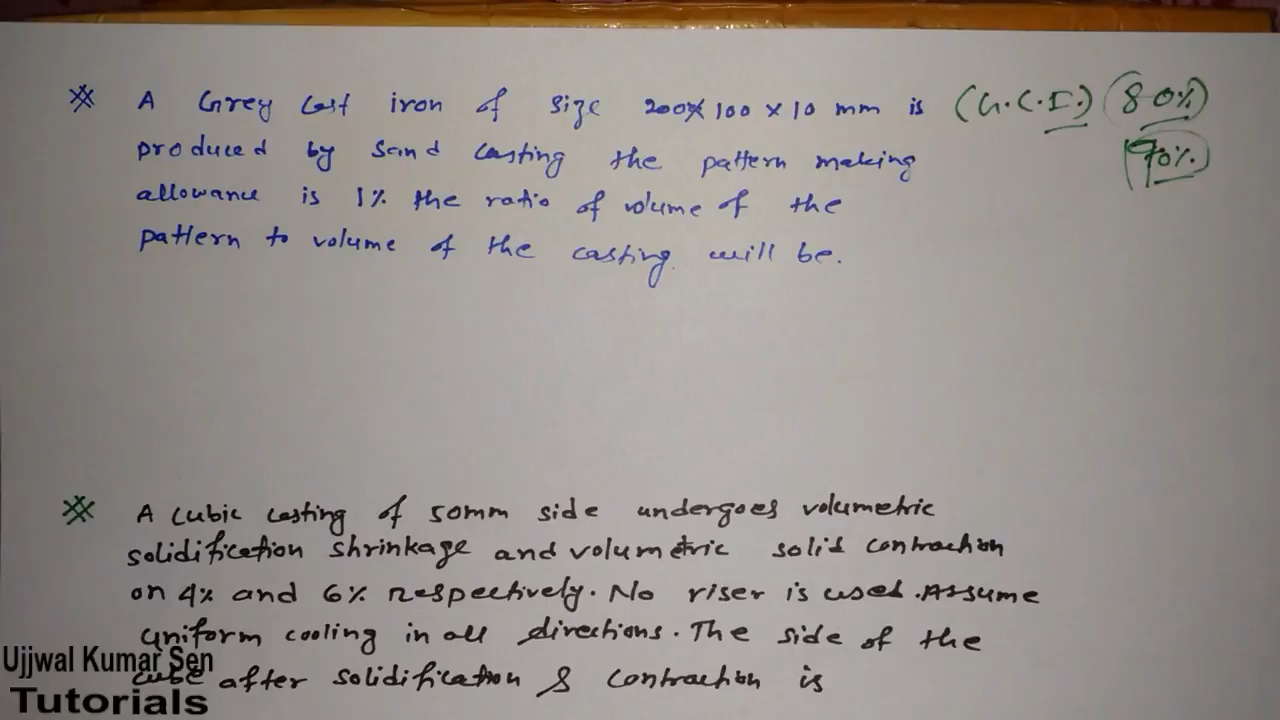 A Grey Cast iron of size 200 x 100 x 10 mm is (G.C.I.) 80%
produced by Sand Casting the pattern making 90%
allowance is 1% the ratio of volume of the
pattern to volume of the casting will be.
A cubic casting of 50mm side undergoes volumetric
solidification shrinkage and volumetric solid contraction
on 4% and 6% respectively. No riser is used. Assume
uniform cooling in all directions. The side of the
cube after solidification & contraction is
Ujjwal Kumar Sen
Tutorials